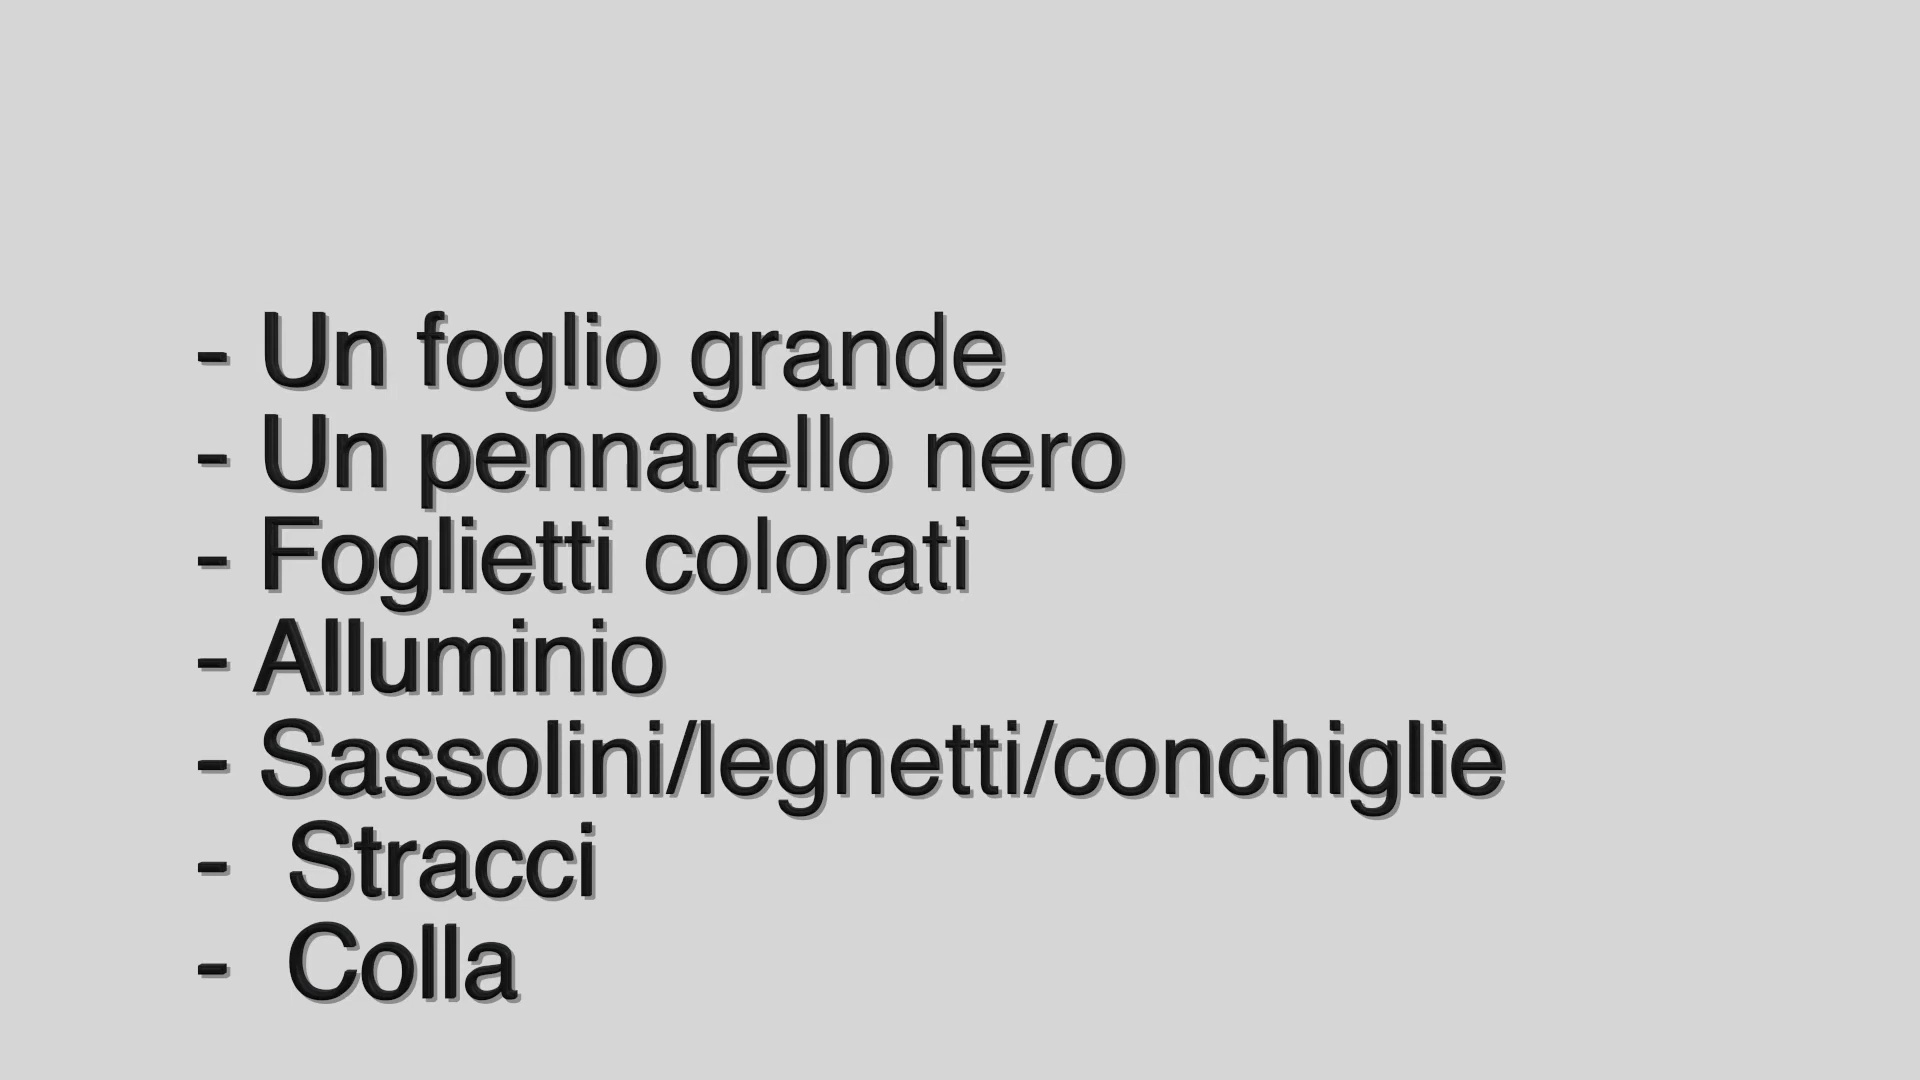 - Un foglio grande
- Un pennarello nero
- Foglietti colorati
- Alluminio
- Sassolini/legnetti/conchiglie
-  Stracci
-  Colla